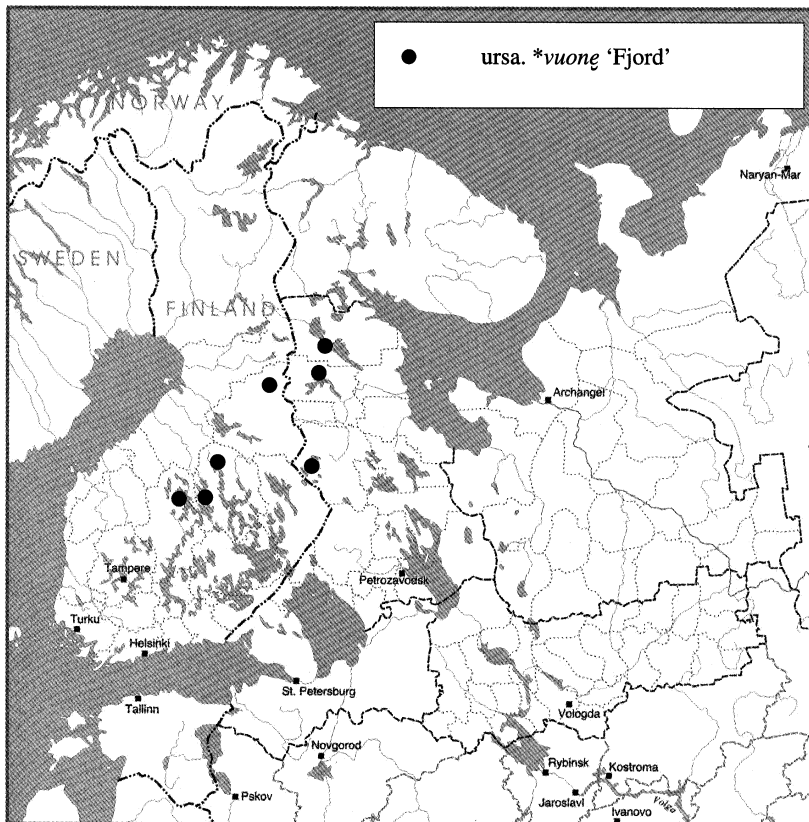 ursa. *vuonę ‘Fjord’
NORWAY
Naryan-Mar
SWEDEN
FINLAND
Archangel
Tampere
Petrozavodsk
Turku
Helsinki
St. Petersburg
Tallinn
Vologda
Novgorod
Rybinsk
Kostroma
Pskov
Jaroslavl
Volga
Ivanovo